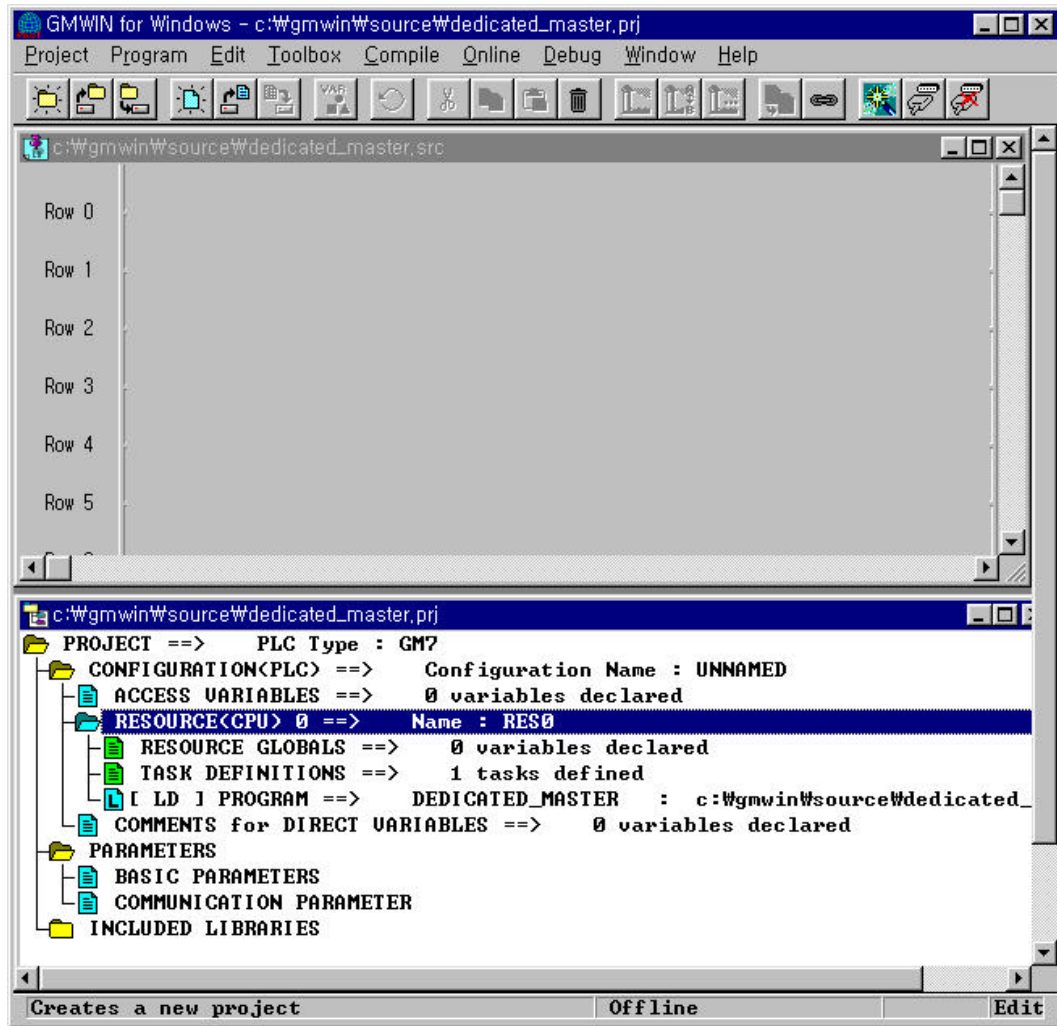 GMWIN for Windows - c:₩gmwin₩source₩dedicated_master,prj
Project Program Edit Toolbox Compile Online Debug Window Help
VAR
c:₩gmwin₩source₩dedicated_master,src
Row 0
Row 1
Row 2
Row 3
Row 4
Row 5
c:₩gmwin₩source₩dedicated_master,prj
PROJECT ==> PLC Type : GM7
CONFIGURATION(PLC) ==> Configuration Name : UNNAMED
ACCESS VARIABLES ==> 0 variables declared
RESOURCE(CPU) 0 ==> Name : RES0
RESOURCE GLOBALS ==> 0 variables declared
TASK DEFINITIONS ==> 1 tasks defined
L [ LD ] PROGRAM ==> DEDICATED_MASTER : c:₩gmwin₩source₩dedicated_
COMMENTS for DIRECT VARIABLES ==> 0 variables declared
PARAMETERS
BASIC PARAMETERS
COMMUNICATION PARAMETER
INCLUDED LIBRARIES
Creates a new project Offline Edit